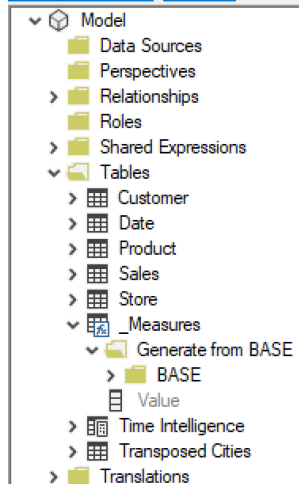 Model
Data Sources
Perspectives
Relationships
Roles
Shared Expressions
Tables
Customer
Date
Product
Sales
Store
_Measures
Generate from BASE
BASE
Value
Time Intelligence
Transposed Cities
Translations